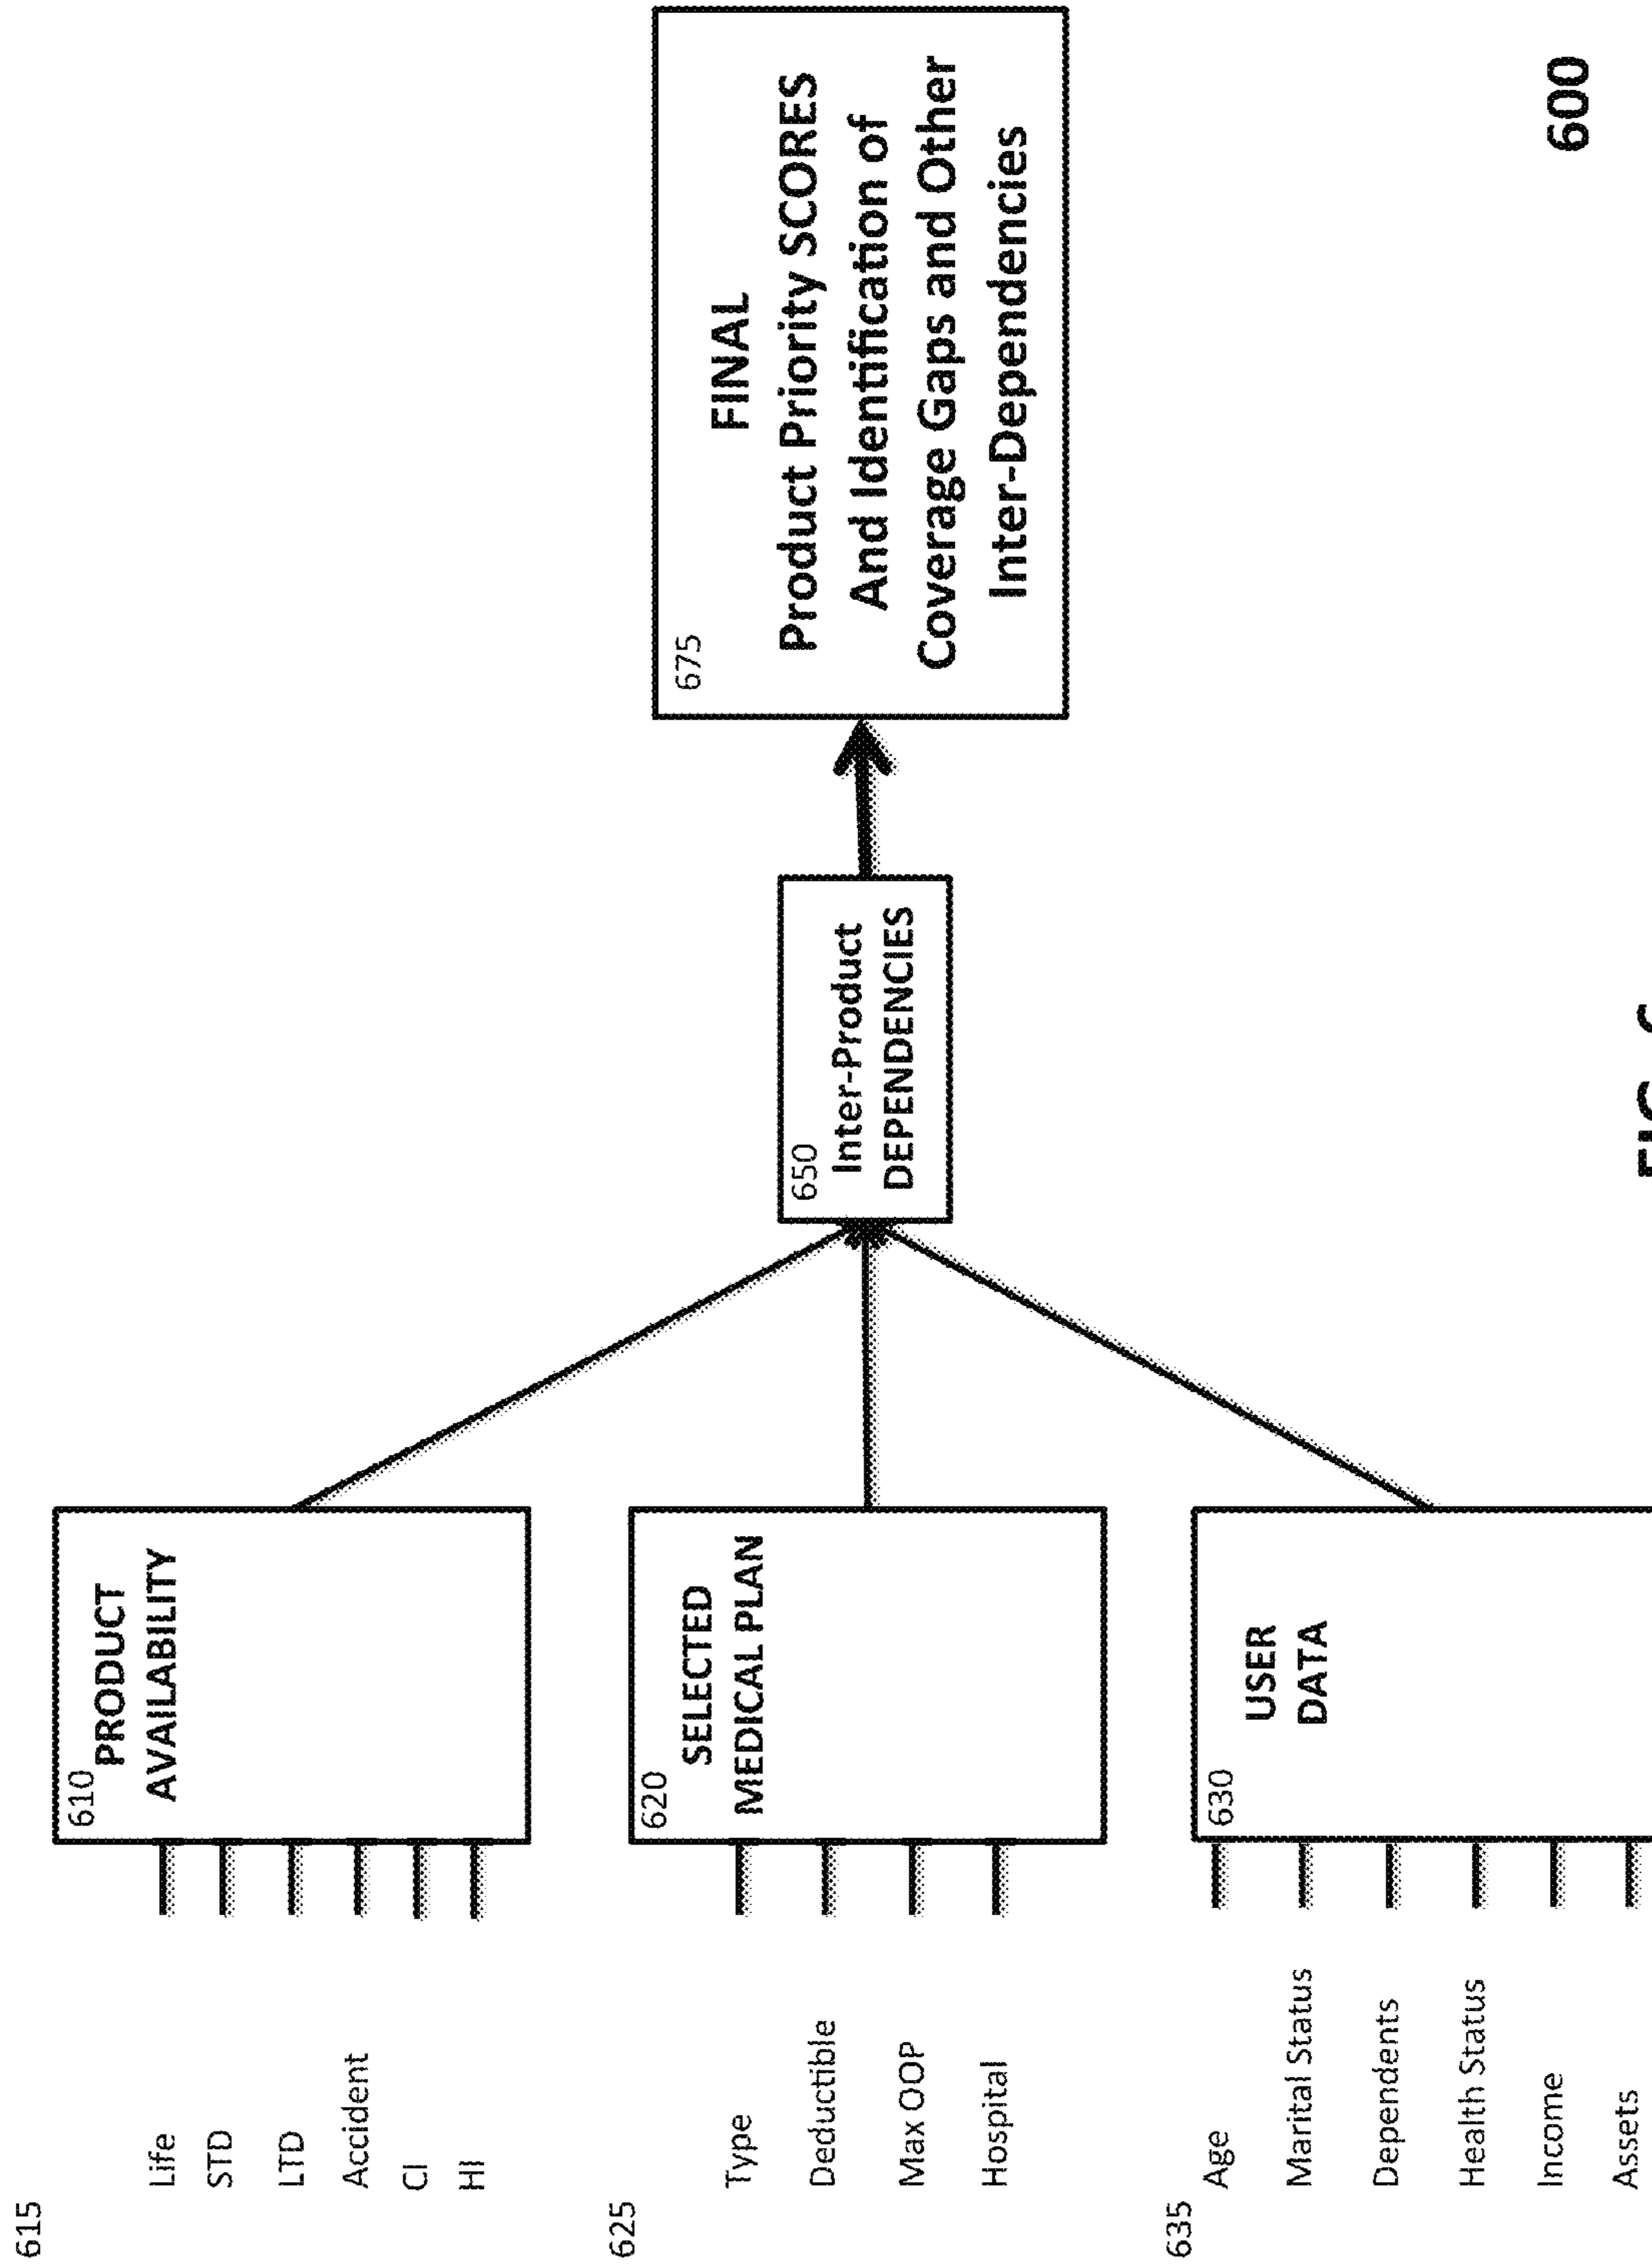 615
Life
STD
LTD
Accident
CI
HI
610
PRODUCT
AVAILABILITY
625
Type
Deductible
Max OOP
Hospital
620
SELECTED
MEDICAL PLAN
635
Age
Marital Status
Dependents
Health Status
Income
Assets
630
USER
DATA
650
Inter-Product
DEPENDENCIES
675
FINAL
Product Priority SCORES
And Identification of
Coverage Gaps and Other
Inter-Dependencies
600